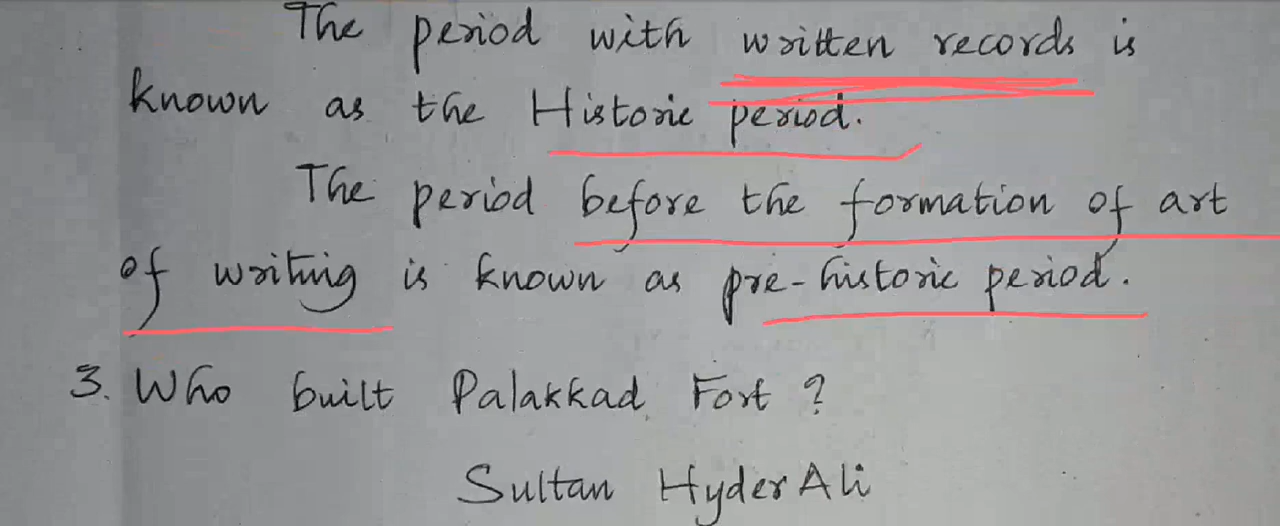 The period with written records is
known as the Historic period.
The period before the formation of art
of writing is known as pre-historic period.
3. Who built Palakkad Fort ?
Sultan Hyder Ali